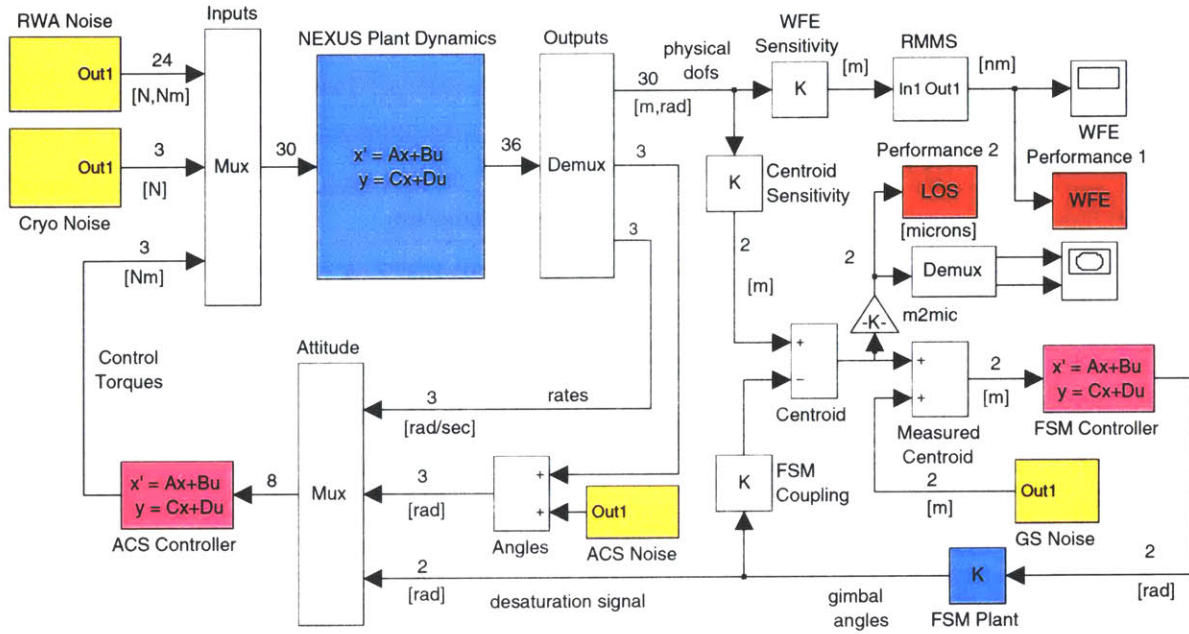 RWA Noise
Inputs
Out1
24
[N,Nm]
Out1
3
[N]
Cryo Noise
3
[Nm]
Mux
30
NEXUS Plant Dynamics
x' = Ax+Bu
y = Cx+Du
36
Outputs
Demux
30
[m,rad]
physical
dofs
3
3
WFE
Sensitivity
K
[m]
RMMS
In1 Out1
[nm]
WFE
Performance 1
WFE
Performance 2
LOS
[microns]
K
Centroid
Sensitivity
2
[m]
2
Demux
-K-
m2mic
+
−
Centroid
+
+
Measured
Centroid
2
[m]
x' = Ax+Bu
y = Cx+Du
FSM Controller
2
[m]
Out1
GS Noise
2
[rad]
K
FSM Plant
gimbal
angles
K
FSM
Coupling
Control
Torques
Attitude
Mux
3
[rad/sec]
rates
3
[rad]
+
+
Angles
Out1
ACS Noise
2
[rad]
desaturation signal
8
x' = Ax+Bu
y = Cx+Du
ACS Controller